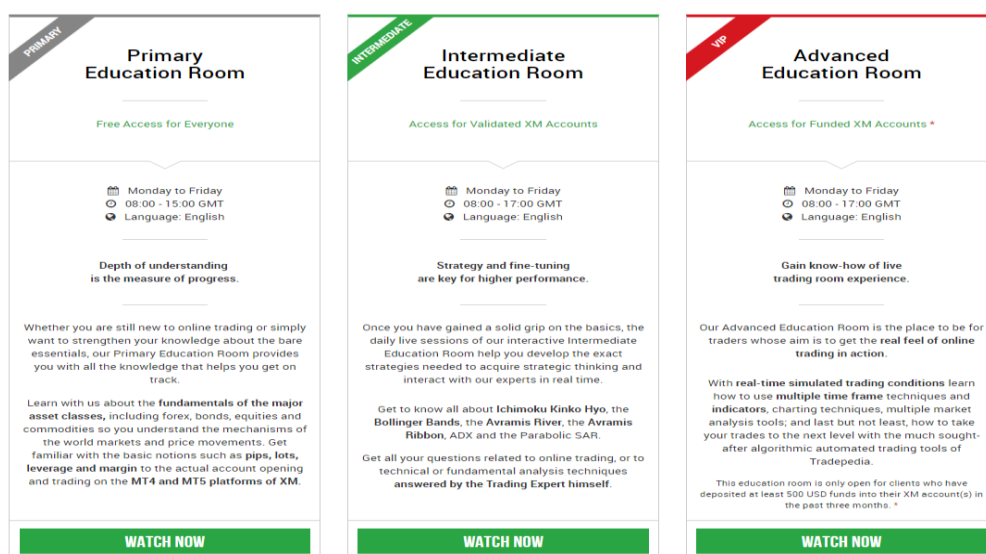 PRIMARY
Primary
Education Room
Free Access for Everyone
Monday to Friday
08:00 - 15:00 GMT
Language: English
Depth of understanding
is the measure of progress.
Whether you are still new to online trading or simply
want to strengthen your knowledge about the bare
essentials, our Primary Education Room provides
you with all the knowledge that helps you get on
track.
Learn with us about the fundamentals of the major
asset classes, including forex, bonds, equities and
commodities so you understand the mechanisms of
the world markets and price movements. Get
familiar with the basic notions such as pips, lots,
leverage and margin to the actual account opening
and trading on the MT4 and MT5 platforms of XM.
WATCH NOW
INTERMEDIATE
Intermediate
Education Room
Access for Validated XM Accounts
Monday to Friday
08:00 - 17:00 GMT
Language: English
Strategy and fine-tuning
are key for higher performance.
Once you have gained a solid grip on the basics, the
daily live sessions of our interactive Intermediate
Education Room help you develop the exact
strategies needed to acquire strategic thinking and
interact with our experts in real time.
Get to know all about Ichimoku Kinko Hyo, the
Bollinger Bands, the Avramis River, the Avramis
Ribbon, ADX and the Parabolic SAR.
Get all your questions related to online trading, or to
technical or fundamental analysis techniques
answered by the Trading Expert himself.
WATCH NOW
VIP
Advanced
Education Room
Access for Funded XM Accounts *
Monday to Friday
08:00 - 17:00 GMT
Language: English
Gain know-how of live
trading room experience.
Our Advanced Education Room is the place to be for
traders whose aim is to get the real feel of online
trading in action.
With real-time simulated trading conditions learn
how to use multiple time frame techniques and
indicators, charting techniques, multiple market
analysis tools; and last but not least, how to take
your trades to the next level with the much sought-
after algorithmic automated trading tools of
Tradepedia.
This education room is only open for clients who have
deposited at least 500 USD funds into their XM account(s) in
the past three months. *
WATCH NOW